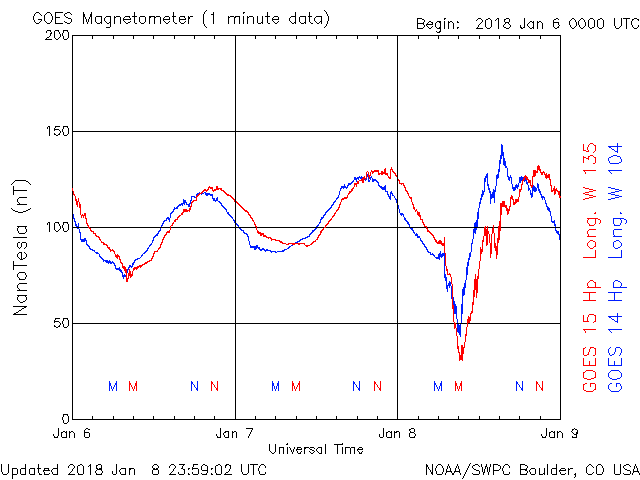 GOES Magnetometer (1 minute data)
Begin: 2018 Jan 6 0000 UTC
200
150
100
50
0
NanoTesla (nT)
M M N N M M N N M M N N
Jan 6 Jan 7 Jan 8 Jan 9
Universal Time
GOES 15 Hp Long. W 135
GOES 14 Hp Long. W 104
Updated 2018 Jan 8 23:59:02 UTC
NOAA/SWPC Boulder, CO USA